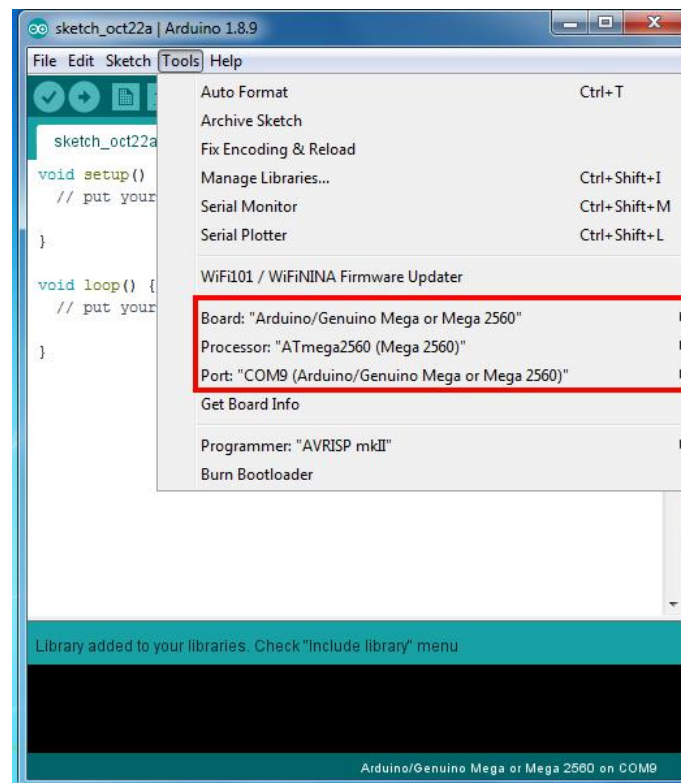 sketch_oct22a | Arduino 1.8.9
File Edit Sketch Tools Help
Auto Format Ctrl+T
Archive Sketch
sketch_oct22a
Fix Encoding & Reload
void setup()
Manage Libraries... Ctrl+Shift+I
// put your
Serial Monitor Ctrl+Shift+M
}
Serial Plotter Ctrl+Shift+L
WiFi101 / WiFiNINA Firmware Updater
void loop() {
// put your
Board: "Arduino/Genuino Mega or Mega 2560"
Processor: "ATmega2560 (Mega 2560)"
}
Port: "COM9 (Arduino/Genuino Mega or Mega 2560)"
Get Board Info
Programmer: "AVRISP mkII"
Burn Bootloader
Library added to your libraries. Check "Include library" menu
Arduino/Genuino Mega or Mega 2560 on COM9